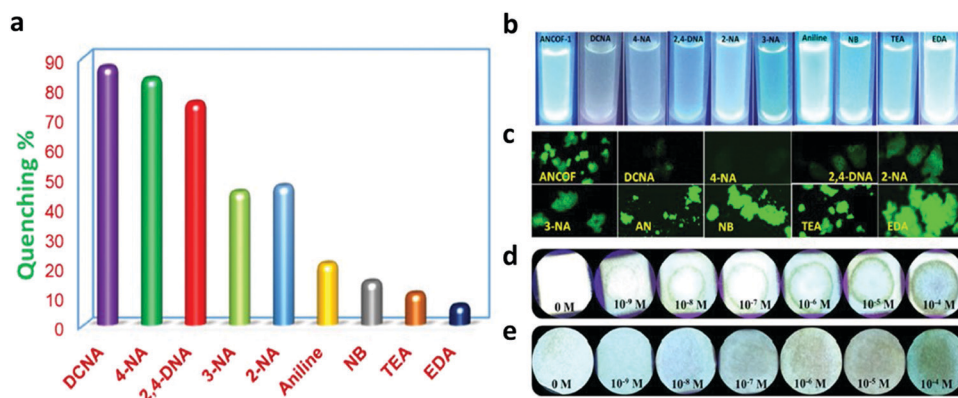 a
Quenching %
90
80
70
60
50
40
30
20
10
0
DCNA
4-NA
2,4-DNA
3-NA
2-NA
Aniline
NB
TEA
EDA
b
ANCOF-1 DCNA 4-NA 2,4-DNA 2-NA 3-NA Aniline NB TEA EDA
c
ANCOF DCNA 4-NA 2,4-DNA 2-NA
3-NA AN NB TEA EDA
d
0 M 10⁻⁹ M 10⁻⁸ M 10⁻⁷ M 10⁻⁶ M 10⁻⁵ M 10⁻⁴ M
e
0 M 10⁻⁹ M 10⁻⁸ M 10⁻⁷ M 10⁻⁶ M 10⁻⁵ M 10⁻⁴ M